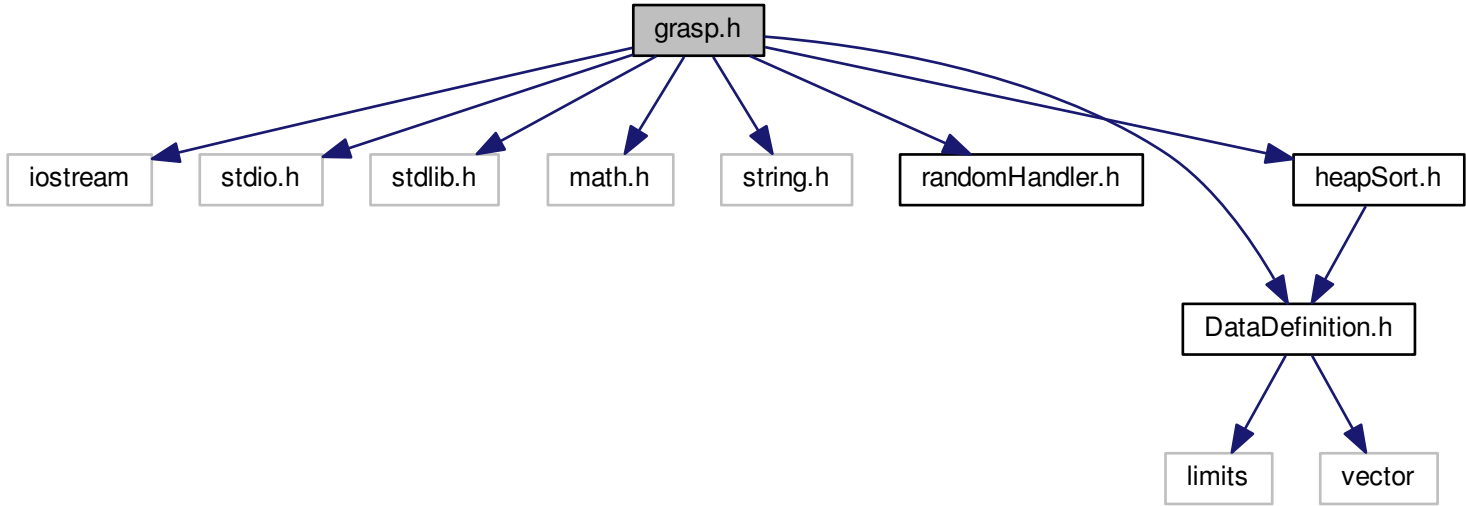 grasp.h
iostream
stdio.h
stdlib.h
math.h
string.h
randomHandler.h
heapSort.h
DataDefinition.h
limits
vector